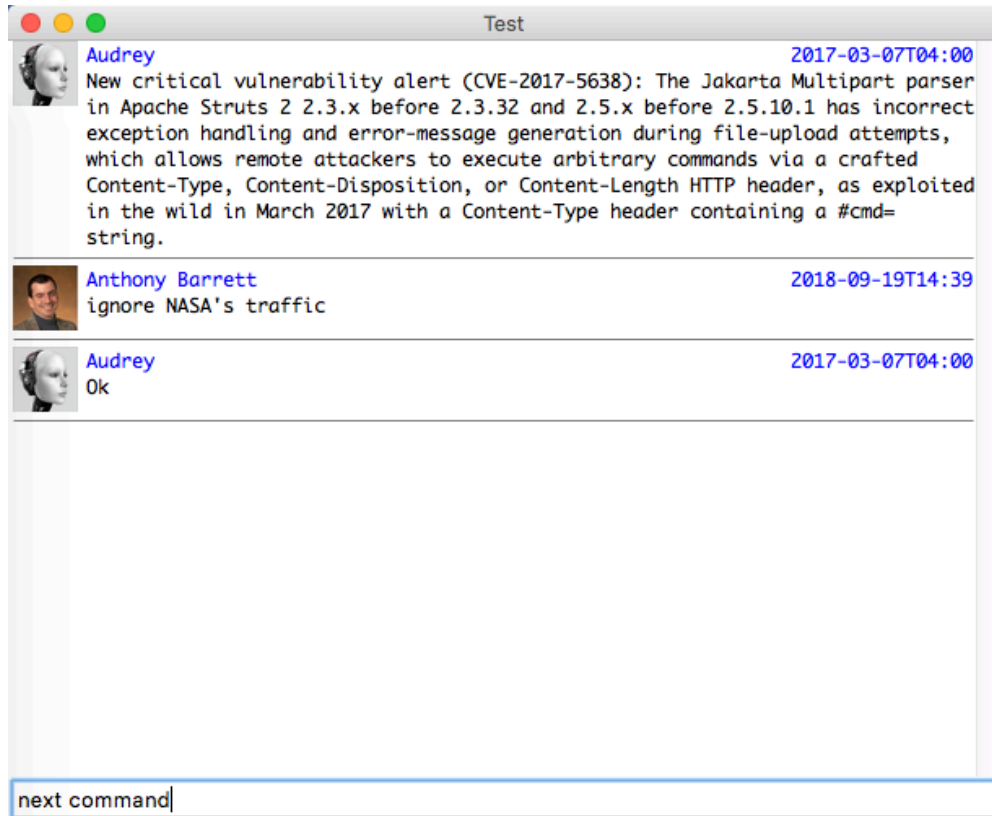 Test
Audrey 2017-03-07T04:00
New critical vulnerability alert (CVE-2017-5638): The Jakarta Multipart parser
in Apache Struts 2 2.3.x before 2.3.32 and 2.5.x before 2.5.10.1 has incorrect
exception handling and error-message generation during file-upload attempts,
which allows remote attackers to execute arbitrary commands via a crafted
Content-Type, Content-Disposition, or Content-Length HTTP header, as exploited
in the wild in March 2017 with a Content-Type header containing a #cmd=
string.
Anthony Barrett 2018-09-19T14:39
ignore NASA's traffic
Audrey 2017-03-07T04:00
Ok
next command